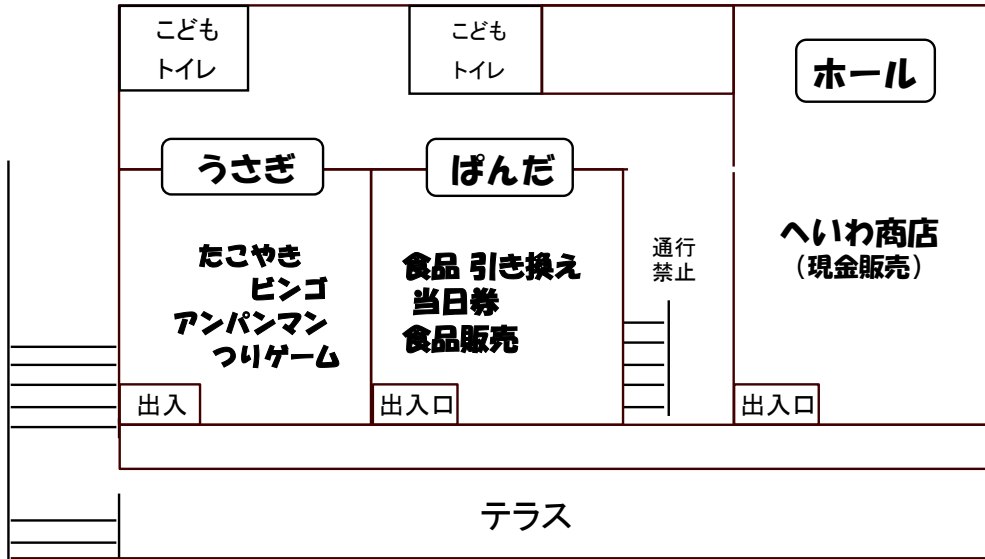 こども
トイレ
こども
トイレ
ホール
うさぎ
ぱんだ
たこやき
ビンゴ
アンパンマン
つりゲーム
食品 引き換え
当日券
食品販売
通行
禁止
へいわ商店
(現金販売)
出入
出入口
出入口
テラス